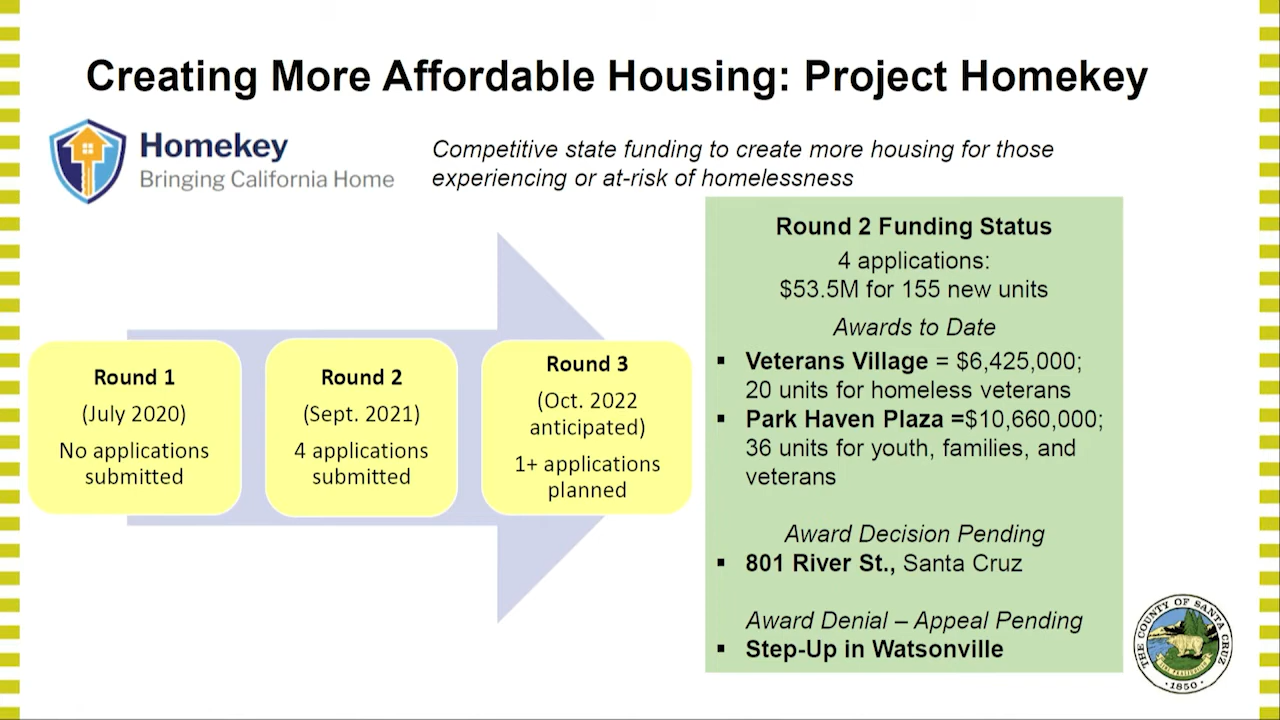 Creating More Affordable Housing: Project Homekey
Homekey
Bringing California Home
Competitive state funding to create more housing for those
experiencing or at-risk of homelessness
Round 1
(July 2020)
No applications
submitted
Round 2
(Sept. 2021)
4 applications
submitted
Round 3
(Oct. 2022
anticipated)
1+ applications
planned
Round 2 Funding Status
4 applications:
$53.5M for 155 new units
Awards to Date
▪ Veterans Village = $6,425,000;
20 units for homeless veterans
▪ Park Haven Plaza =$10,660,000;
36 units for youth, families, and
veterans
Award Decision Pending
▪ 801 River St., Santa Cruz
Award Denial – Appeal Pending
▪ Step-Up in Watsonville
THE COUNTY OF SANTA CRUZ
·1850·